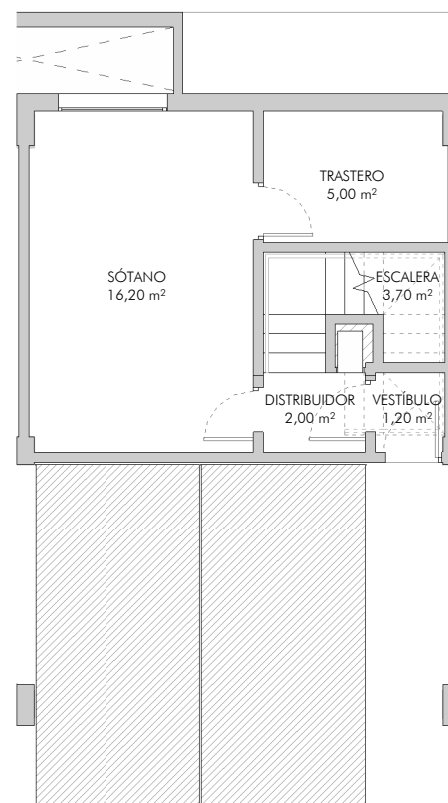 TRASTERO
5,00 m²
SÓTANO
16,20 m²
ESCALERA
3,70 m²
DISTRIBUIDOR
2,00 m²
VESTÍBULO
1,20 m²